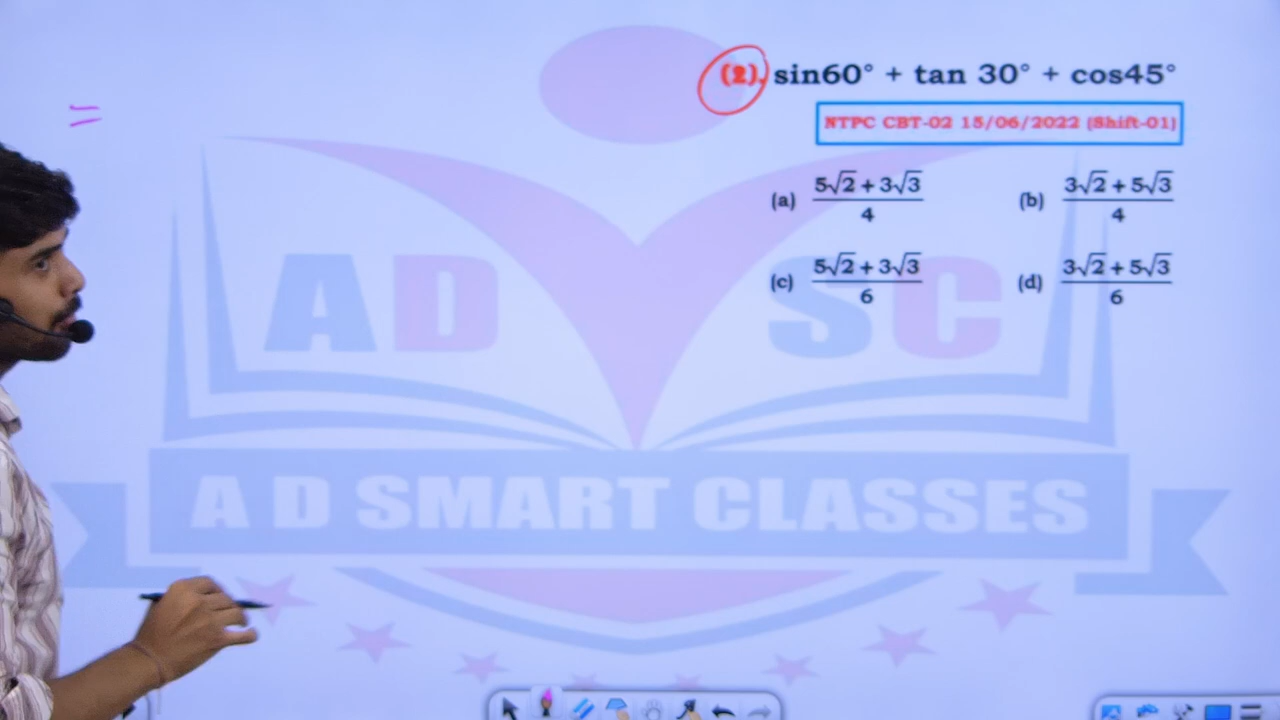 (2). sin60° + tan 30° + cos45°
NTPC CBT-02 15/06/2022 (Shift-01)
(a) (5√2 + 3√3)/4 (b) (3√2 + 5√3)/4
(c) (5√2 + 3√3)/6 (d) (3√2 + 5√3)/6
=
AD SC
A D SMART CLASSES